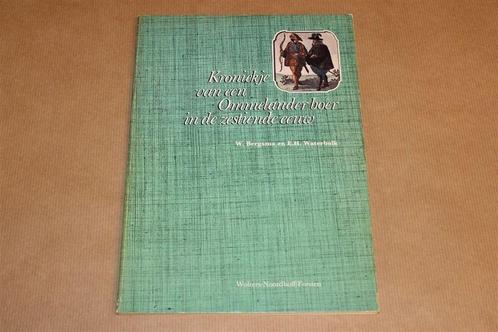 Kroniekje
van een
Ommelander boer
in de zestiende eeuw
W. Bergsma en E.H. Waterbolk
Wolters-Noordhoff/Forsten